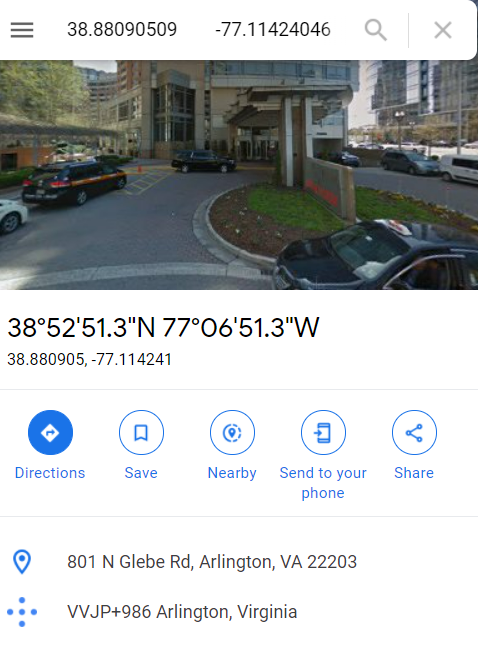 38.88090509 -77.11424046
38°52'51.3"N 77°06'51.3"W
38.880905, -77.114241
Directions
Save
Nearby
Send to your
phone
Share
801 N Glebe Rd, Arlington, VA 22203
VVJP+986 Arlington, Virginia